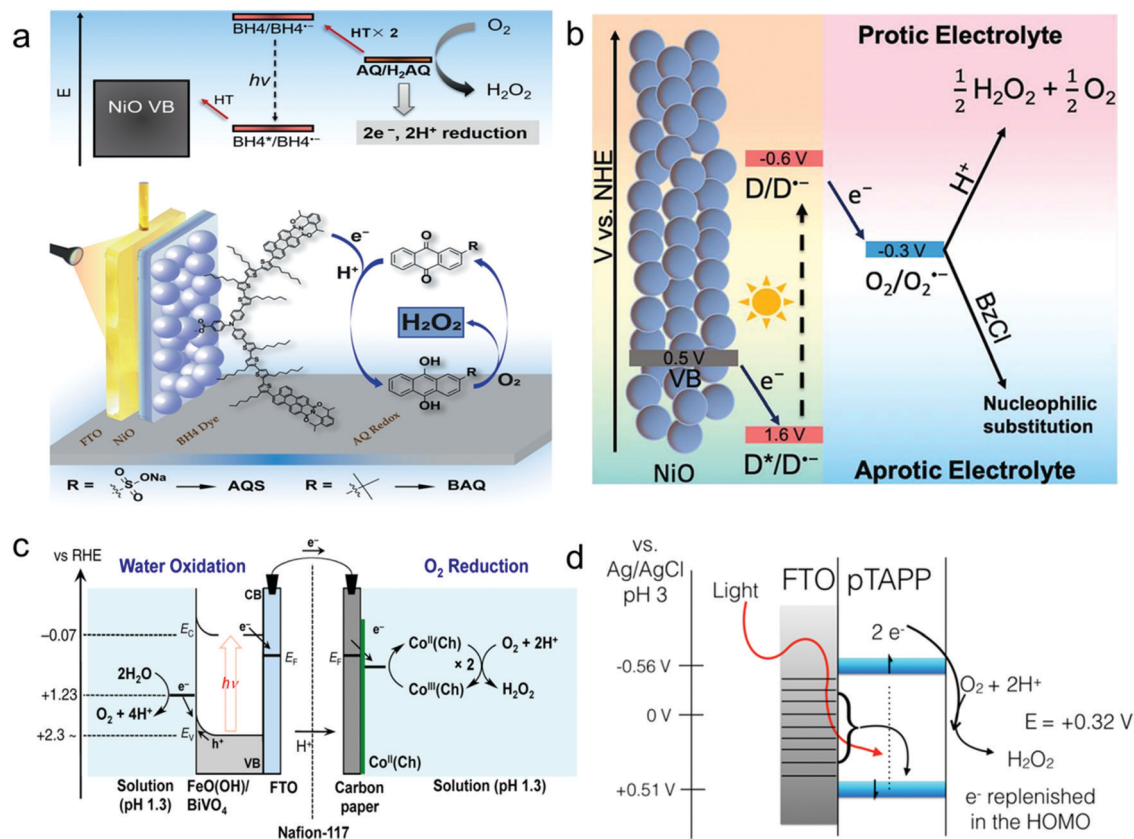 a
E
BH4/BH4•−
HT × 2
O2
AQ/H2AQ
H2O2
hν
NiO VB
HT
BH4*/BH4•−
2e−, 2H+ reduction
e−
H+
O
R
O
H2O2
OH
R
OH
O2
FTO
NiO
BH4 Dye
AQ Redox
R =
O
S
ONa
O
AQS
R =
BAQ
b
V vs. NHE
Protic Electrolyte
1/2 H2O2 + 1/2 O2
H+
-0.6 V
D/D•−
e−
-0.3 V
O2/O2•−
BzCl
0.5 V
VB
e−
1.6 V
D*/D•−
NiO
Nucleophilic
substitution
Aprotic Electrolyte
c
vs RHE
Water Oxidation
e−
O2 Reduction
CB
−0.07
EC
e−
EF
EF
e−
CoII(Ch)
O2 + 2H+
× 2
CoIII(Ch)
H2O2
2H2O
e−
hν
+1.23
O2 + 4H+
EV
h+
+2.3 ~
VB
H+
CoII(Ch)
Solution
(pH 1.3)
FeO(OH)/
BiVO4
FTO
Carbon
paper
Solution (pH 1.3)
Nafion-117
d
vs.
Ag/AgCl
pH 3
FTO
pTAPP
Light
2 e-
-0.56 V
O2 + 2H+
0 V
E = +0.32 V
H2O2
+0.51 V
e- replenished
in the HOMO